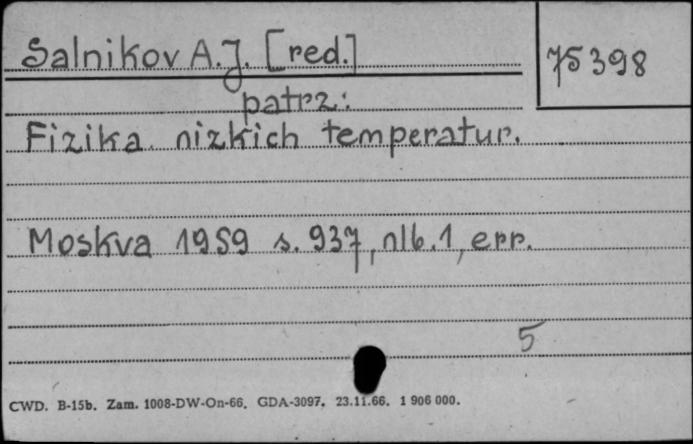 Salnikov A.J. [red.]
75398
patrz:
Fizika nizkich temperatur.
Moskva 1959 s. 937, nlb. 1, err.
5
CWD. B-15b. Zam. 1008-DW-On-66. GDA-3097. 23.11.66. 1 906 000.